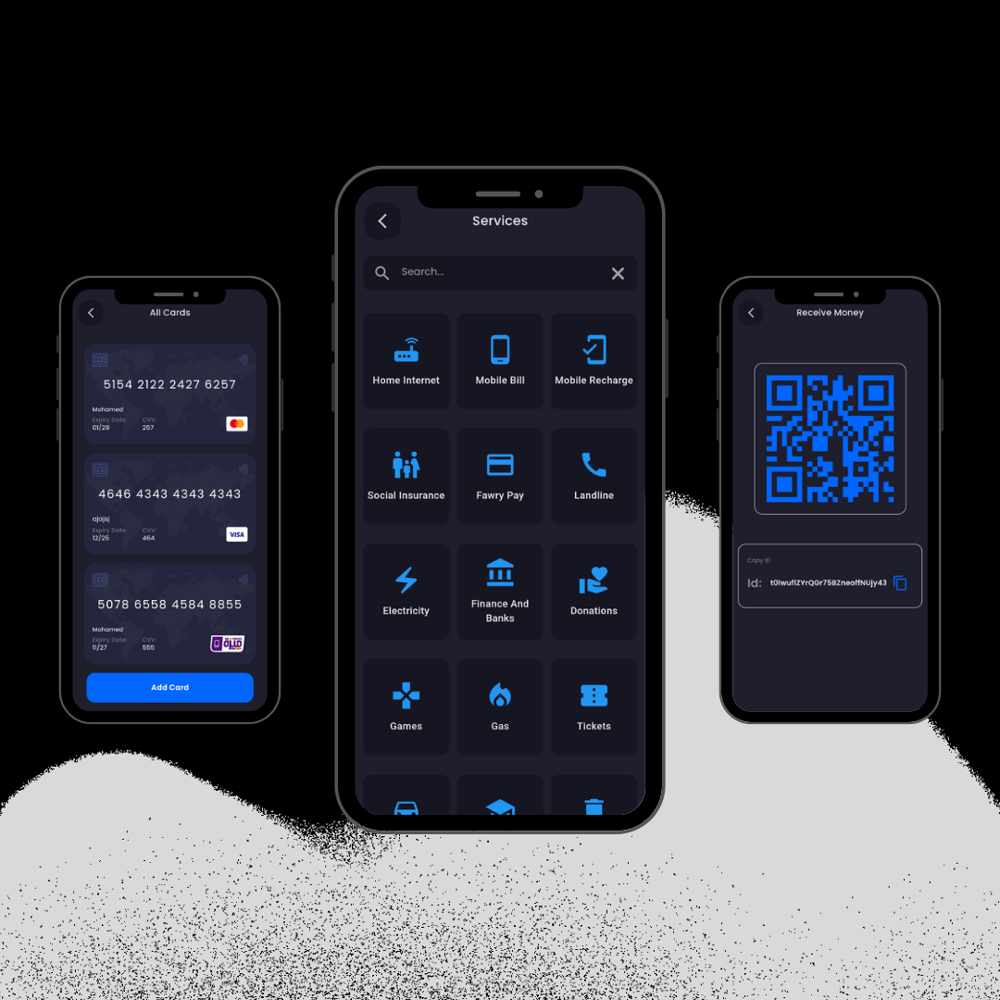 All Cards
5154 2122 2427 6257
Mohamed
Expiry Date:
CVV:
01/29
257
4646 4343 4343 4343
ajajsj
Expiry Date:
CVV:
12/25
464
VISA
5078 6558 4584 8855
Mohamed
Expiry Date:
CVV:
11/27
555
Add Card
Services
Search...
Home Internet
Mobile Bill
Mobile Recharge
Social Insurance
Fawry Pay
Landline
Electricity
Finance And
Banks
Donations
Games
Gas
Tickets
Receive Money
Copy ID
Id: